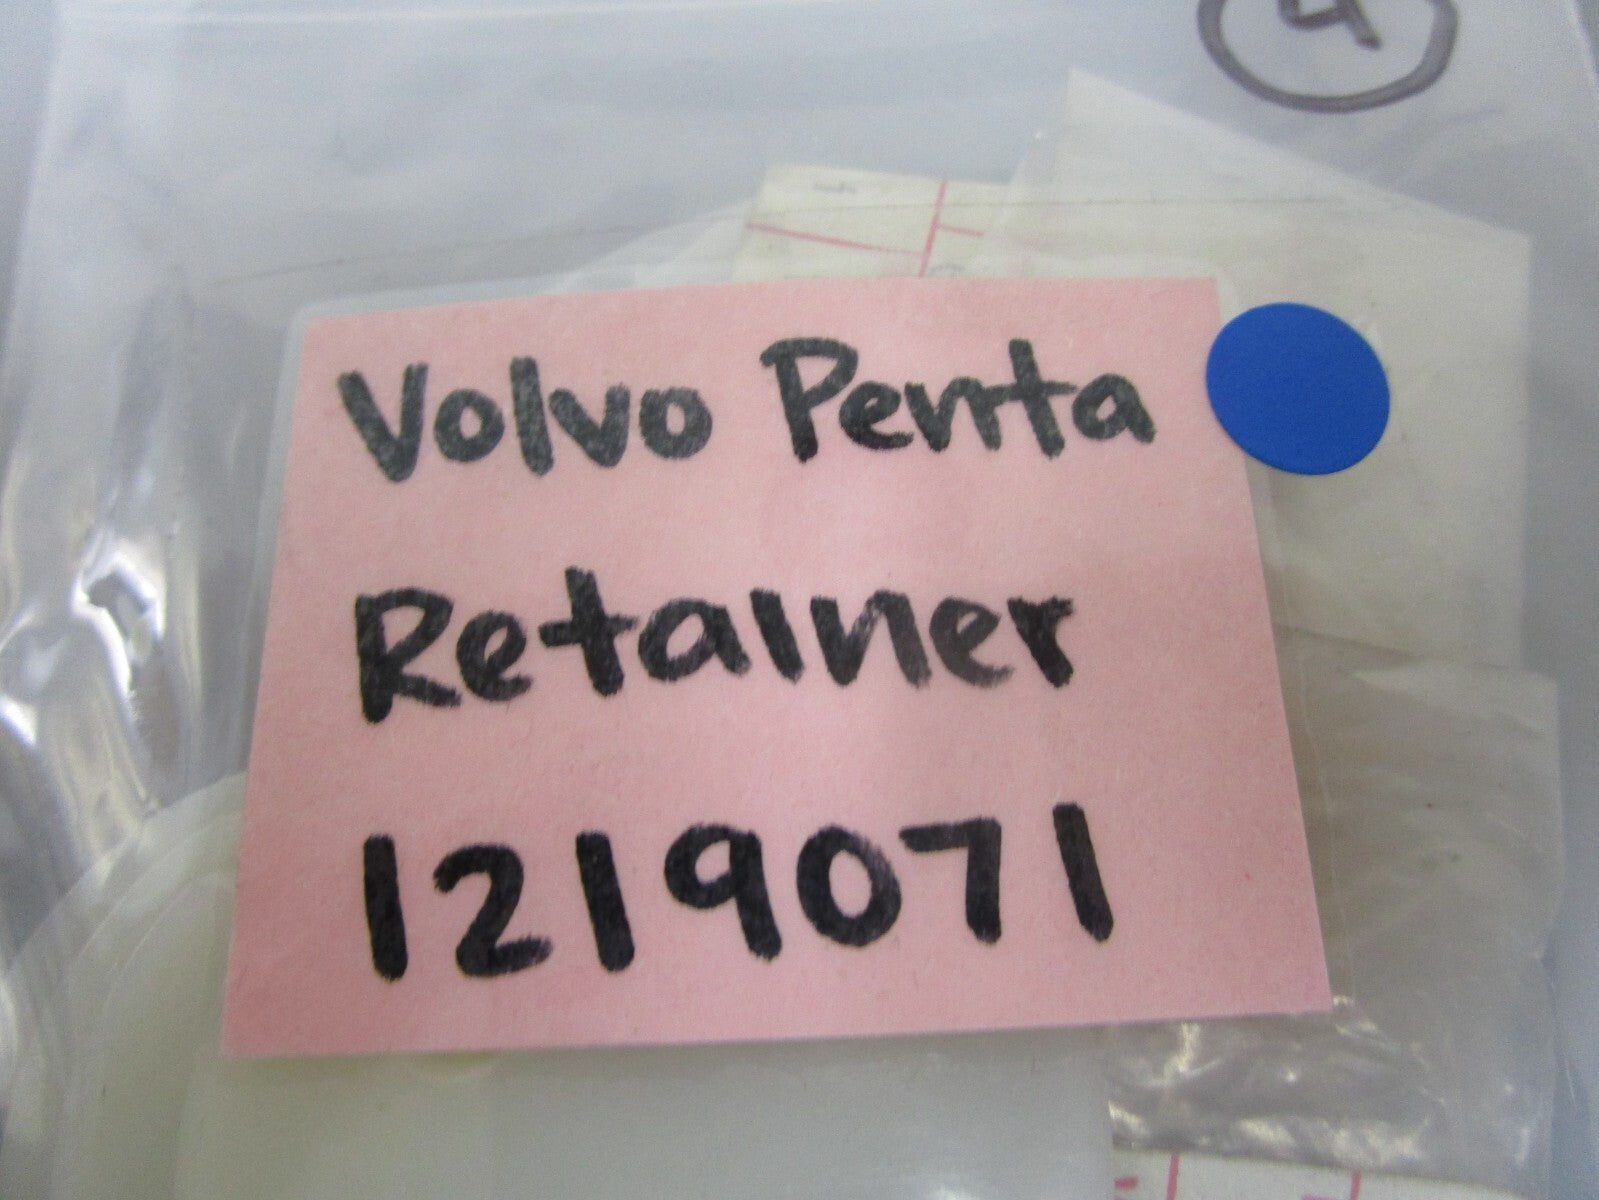 Volvo Penta
Retainer
1219071